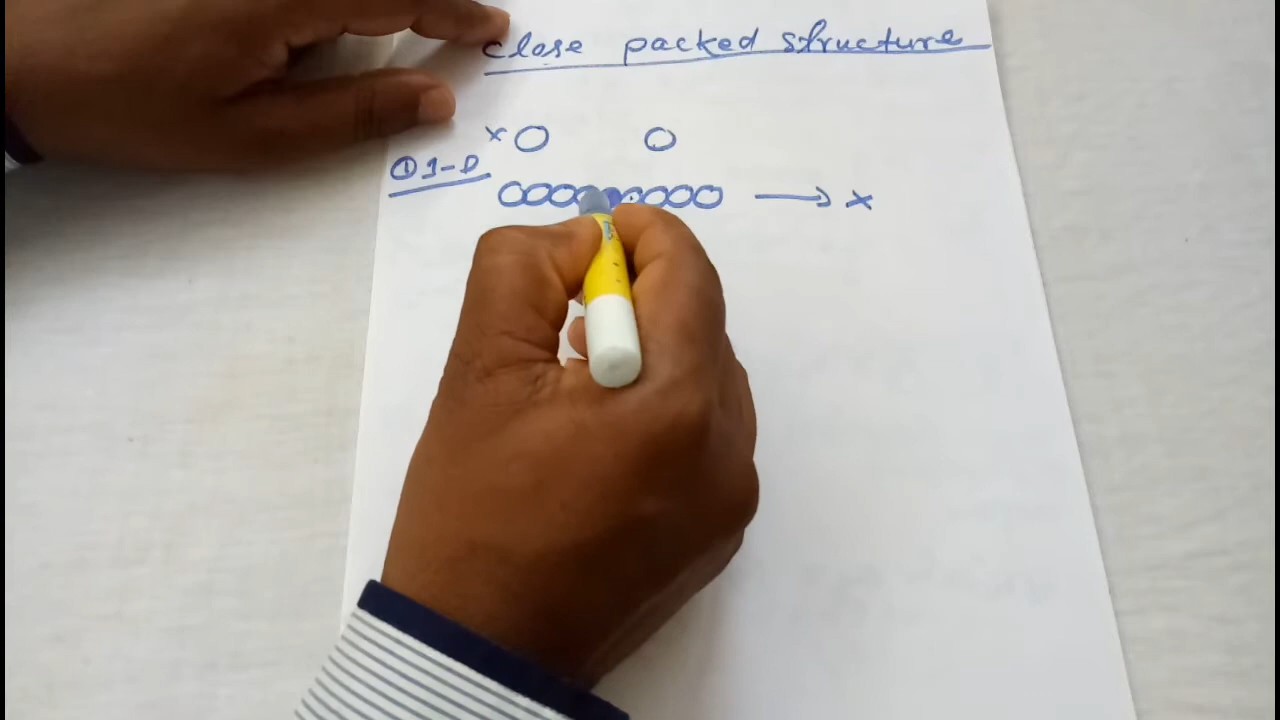 close packed structure
x
① 1-D
x